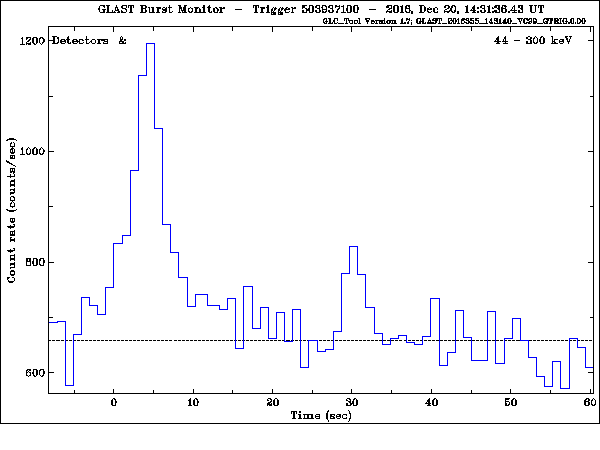 GLAST Burst Monitor - Trigger 503937100 - 2016, Dec 20, 14:31:36.43 UT
GLC_Tool Version 1.7; GLAST_2016355_143140_VC09_GTRIG.0.00
Detectors & 44 - 300 keV
1200
1000
800
600
Count rate (counts/sec)
0 10 20 30 40 50 60
Time (sec)